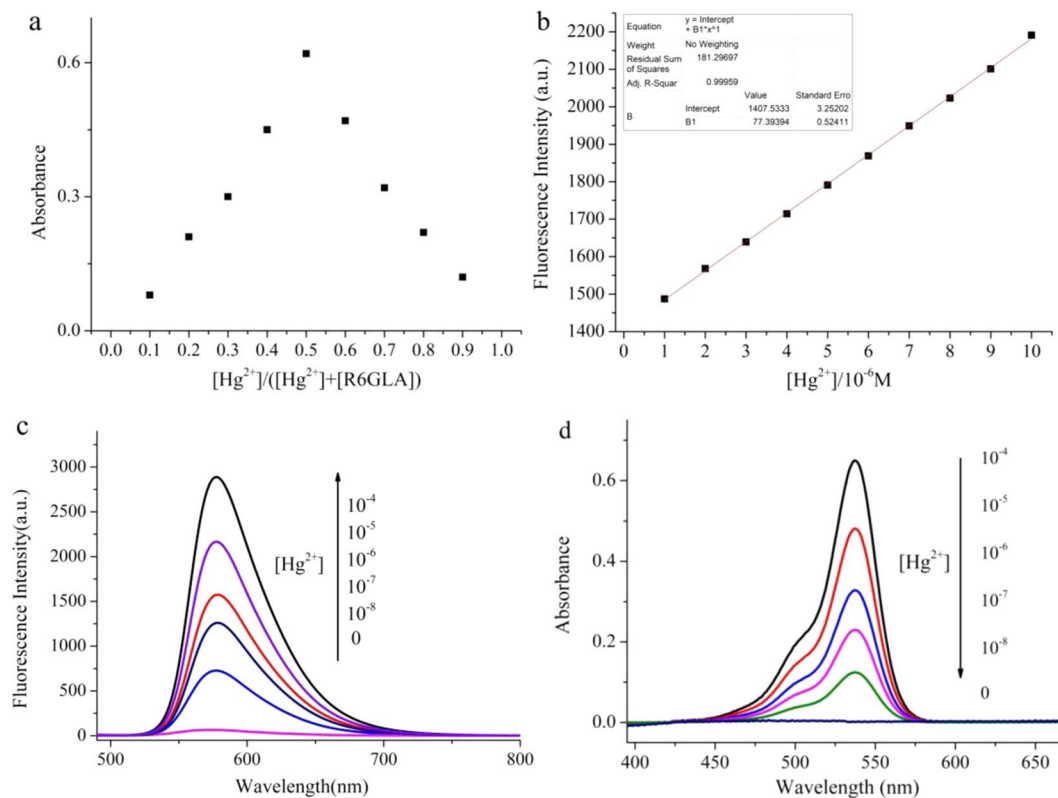 a
0.6
0.3
0.0
Absorbance
0.0 0.1 0.2 0.3 0.4 0.5 0.6 0.7 0.8 0.9 1.0
[Hg²⁺]/([Hg²⁺]+[R6GLA])
b
Equation y = Intercept
+ B1*x^1
Weight No Weighting
Residual Sum
of Squares 181.29697
Adj. R-Squar 0.99959
Value Standard Erro
B Intercept 1407.5333 3.25202
B1 77.39394 0.52411
2200
2100
2000
1900
1800
1700
1600
1500
1400
Fluorescence Intensity (a.u.)
0 1 2 3 4 5 6 7 8 9 10
[Hg²⁺]/10⁻⁶M
c
3000
2500
2000
1500
1000
500
0
Fluorescence Intensity(a.u.)
10⁻⁴
10⁻⁵
10⁻⁶
[Hg²⁺]
10⁻⁷
10⁻⁸
0
500 600 700 800
Wavelength(nm)
d
0.6
0.4
0.2
0.0
Absorbance
10⁻⁴
10⁻⁵
10⁻⁶
[Hg²⁺]
10⁻⁷
10⁻⁸
0
400 450 500 550 600 650
Wavelength (nm)